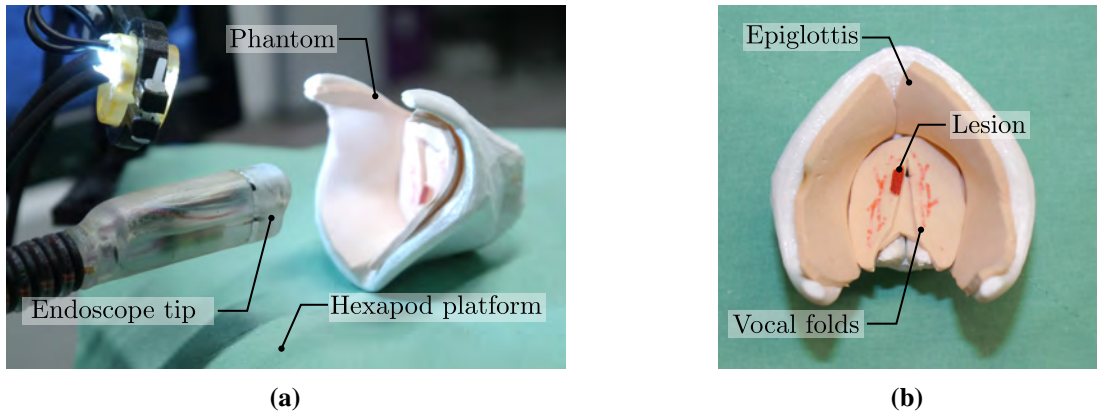 Phantom
Endoscope tip
Hexapod platform
(a)
Epiglottis
Lesion
Vocal folds
(b)